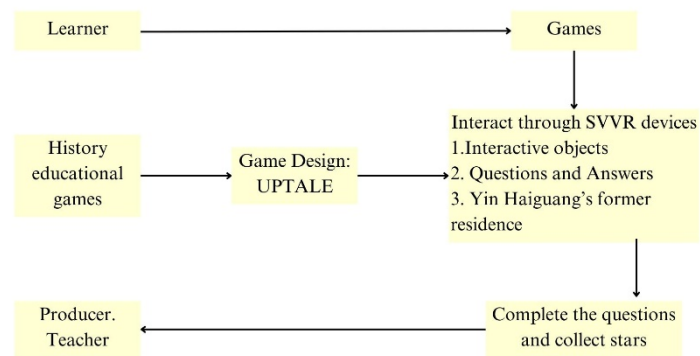 Learner
Games
Interact through SVVR devices
1.Interactive objects
2. Questions and Answers
3. Yin Haiguang's former
residence
History
educational
games
Game Design:
UPTALE
Producer.
Teacher
Complete the questions
and collect stars